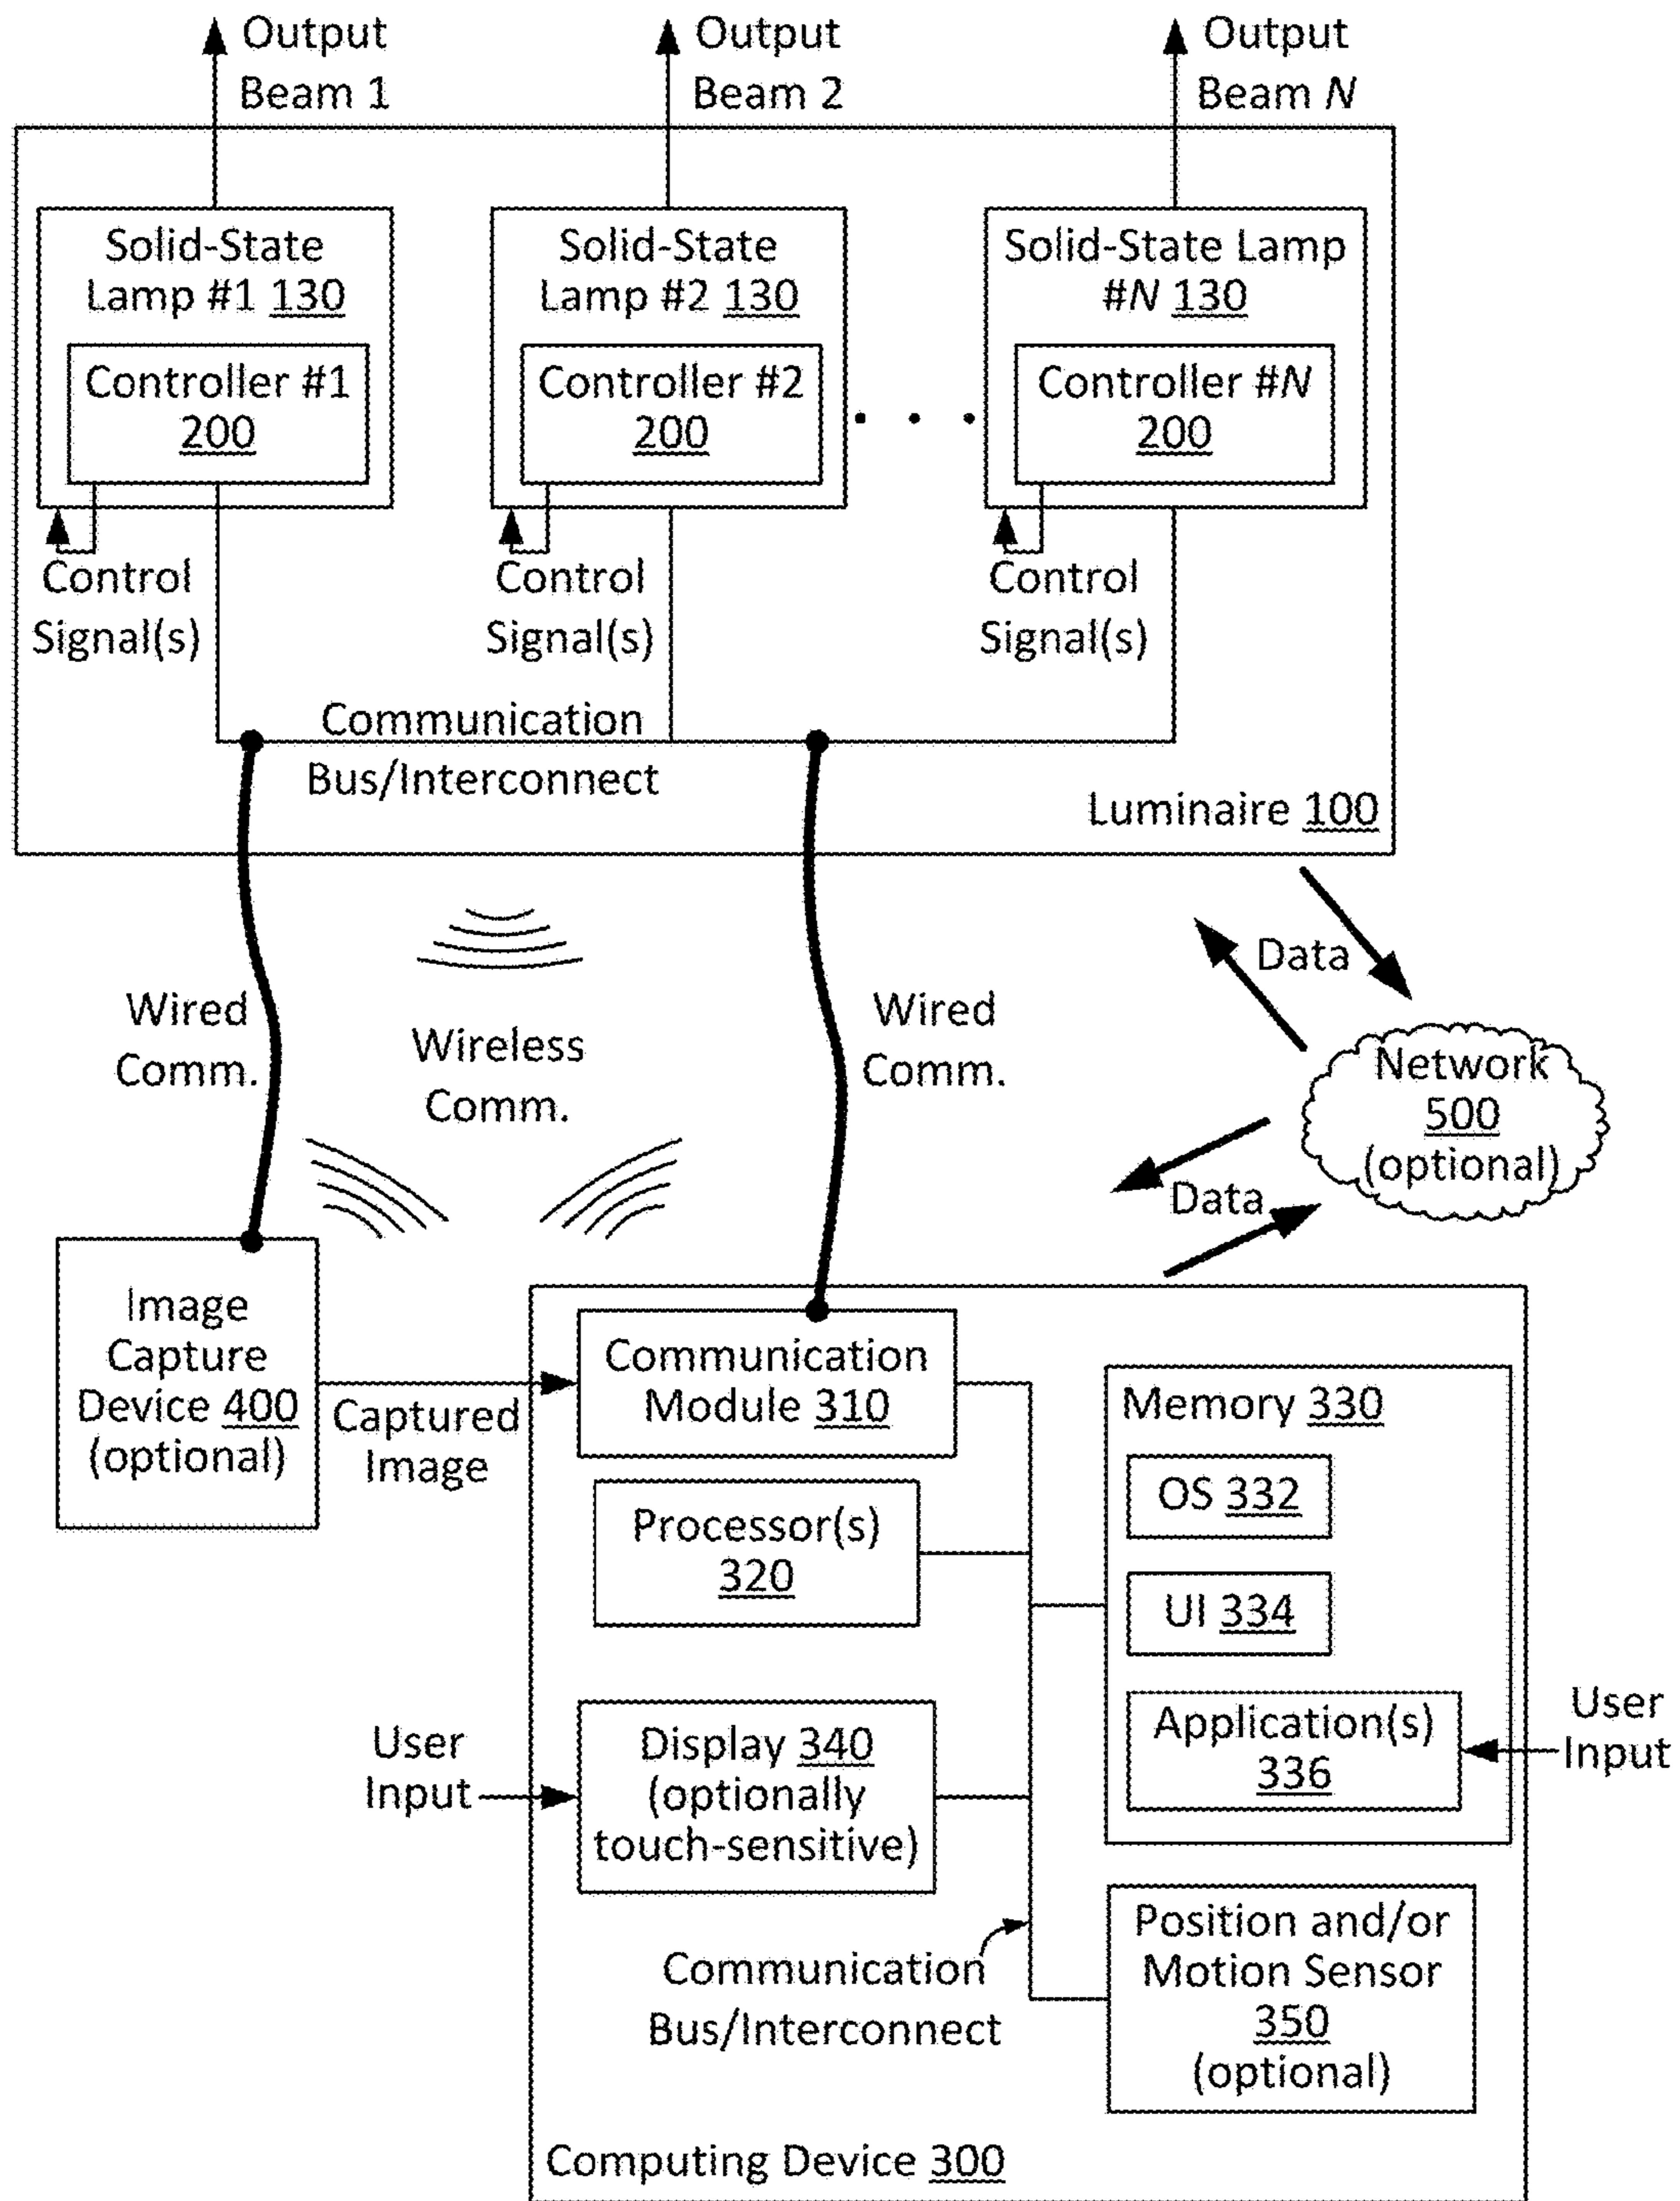 Output
Beam 1
Output
Beam 2
Output
Beam N
Solid-State
Lamp #1 130
Controller #1
200
Solid-State
Lamp #2 130
Controller #2
200
. . .
Solid-State Lamp
#N 130
Controller #N
200
Control
Signal(s)
Control
Signal(s)
Control
Signal(s)
Communication
Bus/Interconnect
Luminaire 100
Wired
Comm.
Wireless
Comm.
Wired
Comm.
Data
Network
500
(optional)
Data
Image
Capture
Device 400
(optional)
Captured
Image
Communication
Module 310
Processor(s)
320
User
Input
Display 340
(optionally
touch-sensitive)
Memory 330
OS 332
UI 334
Application(s)
336
User
Input
Communication
Bus/Interconnect
Position and/or
Motion Sensor
350
(optional)
Computing Device 300